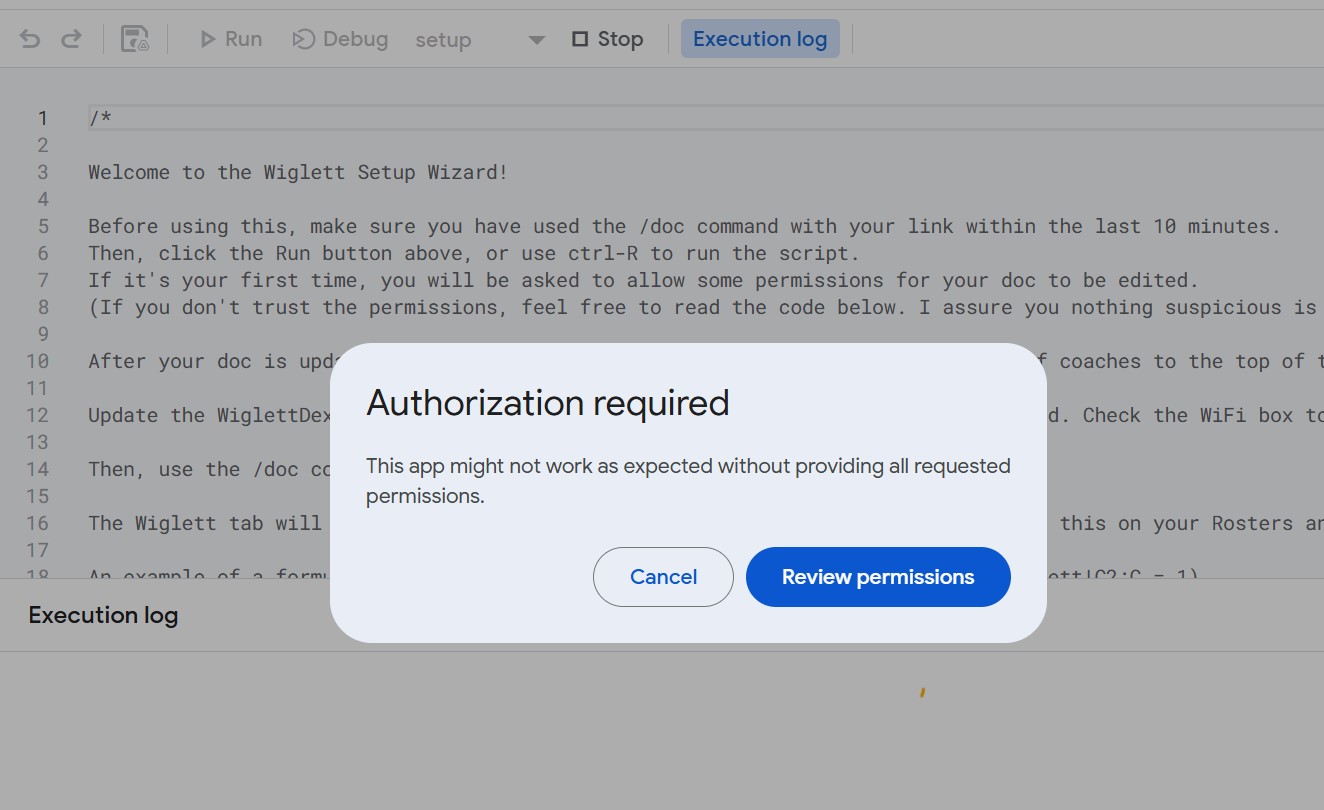 Run Debug setup Stop Execution log
1 /*
2
3 Welcome to the Wiglett Setup Wizard!
4
5 Before using this, make sure you have used the /doc command with your link within the last 10 minutes.
6 Then, click the Run button above, or use ctrl-R to run the script.
7 If it's your first time, you will be asked to allow some permissions for your doc to be edited.
8 (If you don't trust the permissions, feel free to read the code below. I assure you nothing suspicious is
9
10 After your doc is upd f coaches to the top of t
11
12 Update the WiglettDex d. Check the WiFi box to
13
14 Then, use the /doc co
15
16 The Wiglett tab will this on your Rosters an
17
18 An example of a formu ett!C2:C = 1)
Authorization required
This app might not work as expected without providing all requested
permissions.
Cancel Review permissions
Execution log